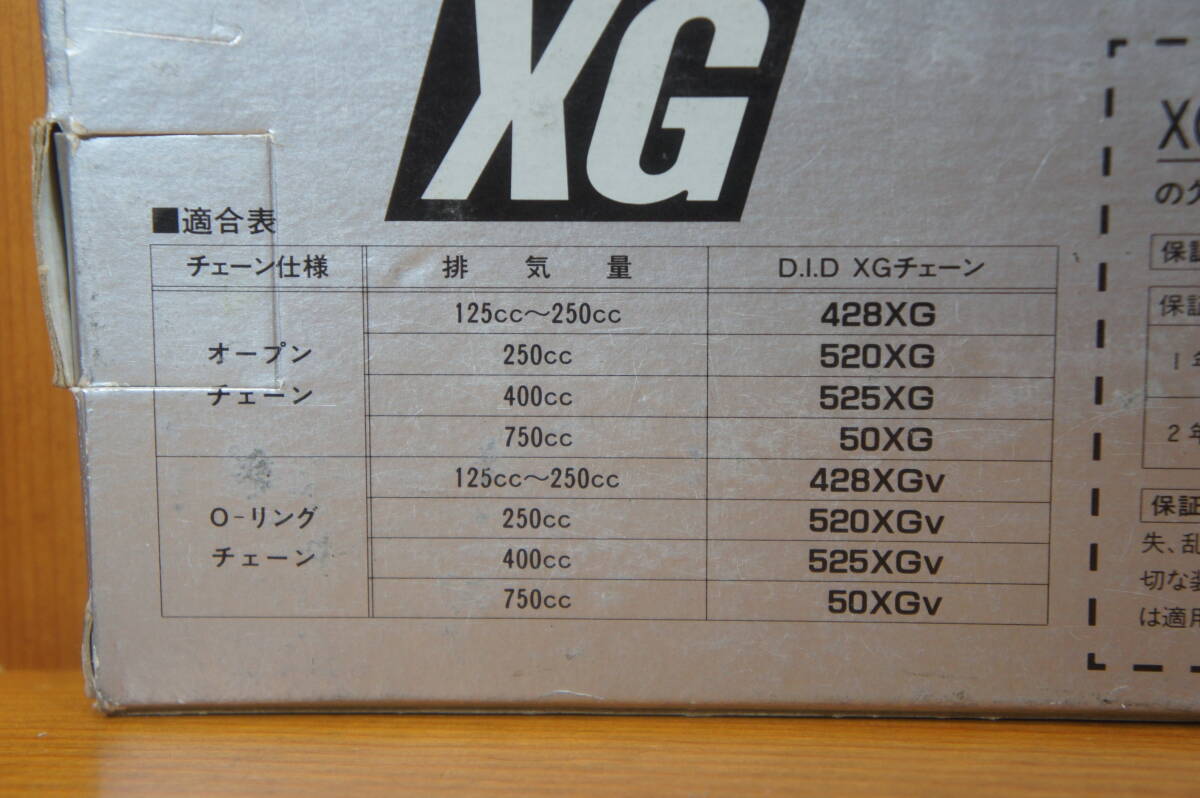 XG
■適合表
チェーン仕様 排気量 D.I.D XGチェーン
オープンチェーン 125cc～250cc 428XG
250cc 520XG
400cc 525XG
750cc 50XG
O-リングチェーン 125cc～250cc 428XGv
250cc 520XGv
400cc 525XGv
750cc 50XGv
の
保証
保証
1年
2年
保証
失、乱
切な
は適用